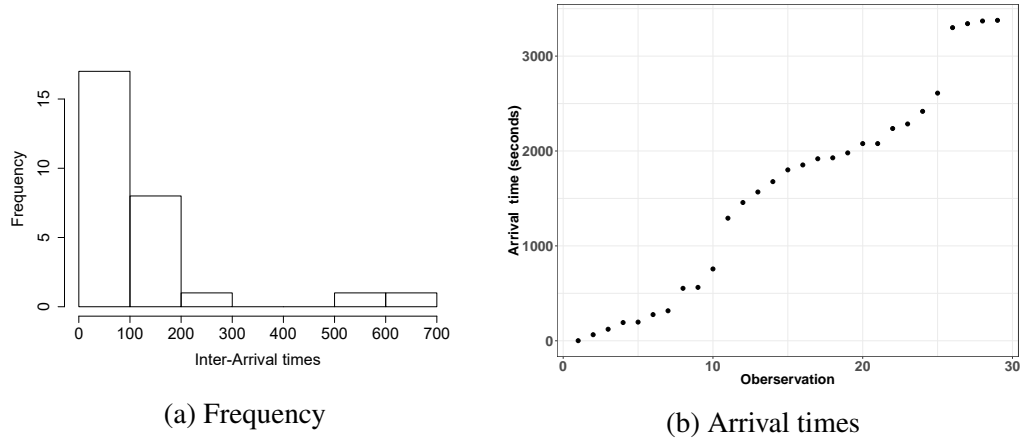 Frequency
0
5
10
15
0 100 200 300 400 500 600 700
Inter-Arrival times
(a) Frequency
Arrival time (seconds)
3000
2000
1000
0
0 10 20 30
Oberservation
(b) Arrival times